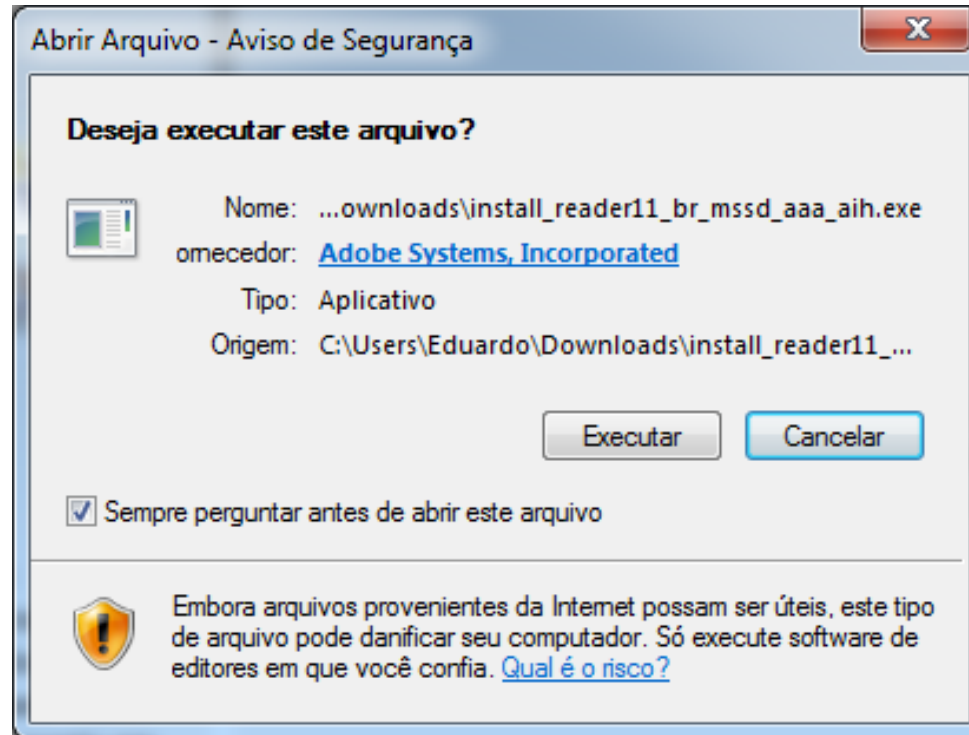 Abrir Arquivo - Aviso de Segurança
Deseja executar este arquivo?
Nome: ...ownloads\install_reader11_br_mssd_aaa_aih.exe
ornecedor: Adobe Systems, Incorporated
Tipo: Aplicativo
Origem: C:\Users\Eduardo\Downloads\install_reader11_...
Executar Cancelar
Sempre perguntar antes de abrir este arquivo
Embora arquivos provenientes da Internet possam ser úteis, este tipo
de arquivo pode danificar seu computador. Só execute software de
editores em que você confia. Qual é o risco?